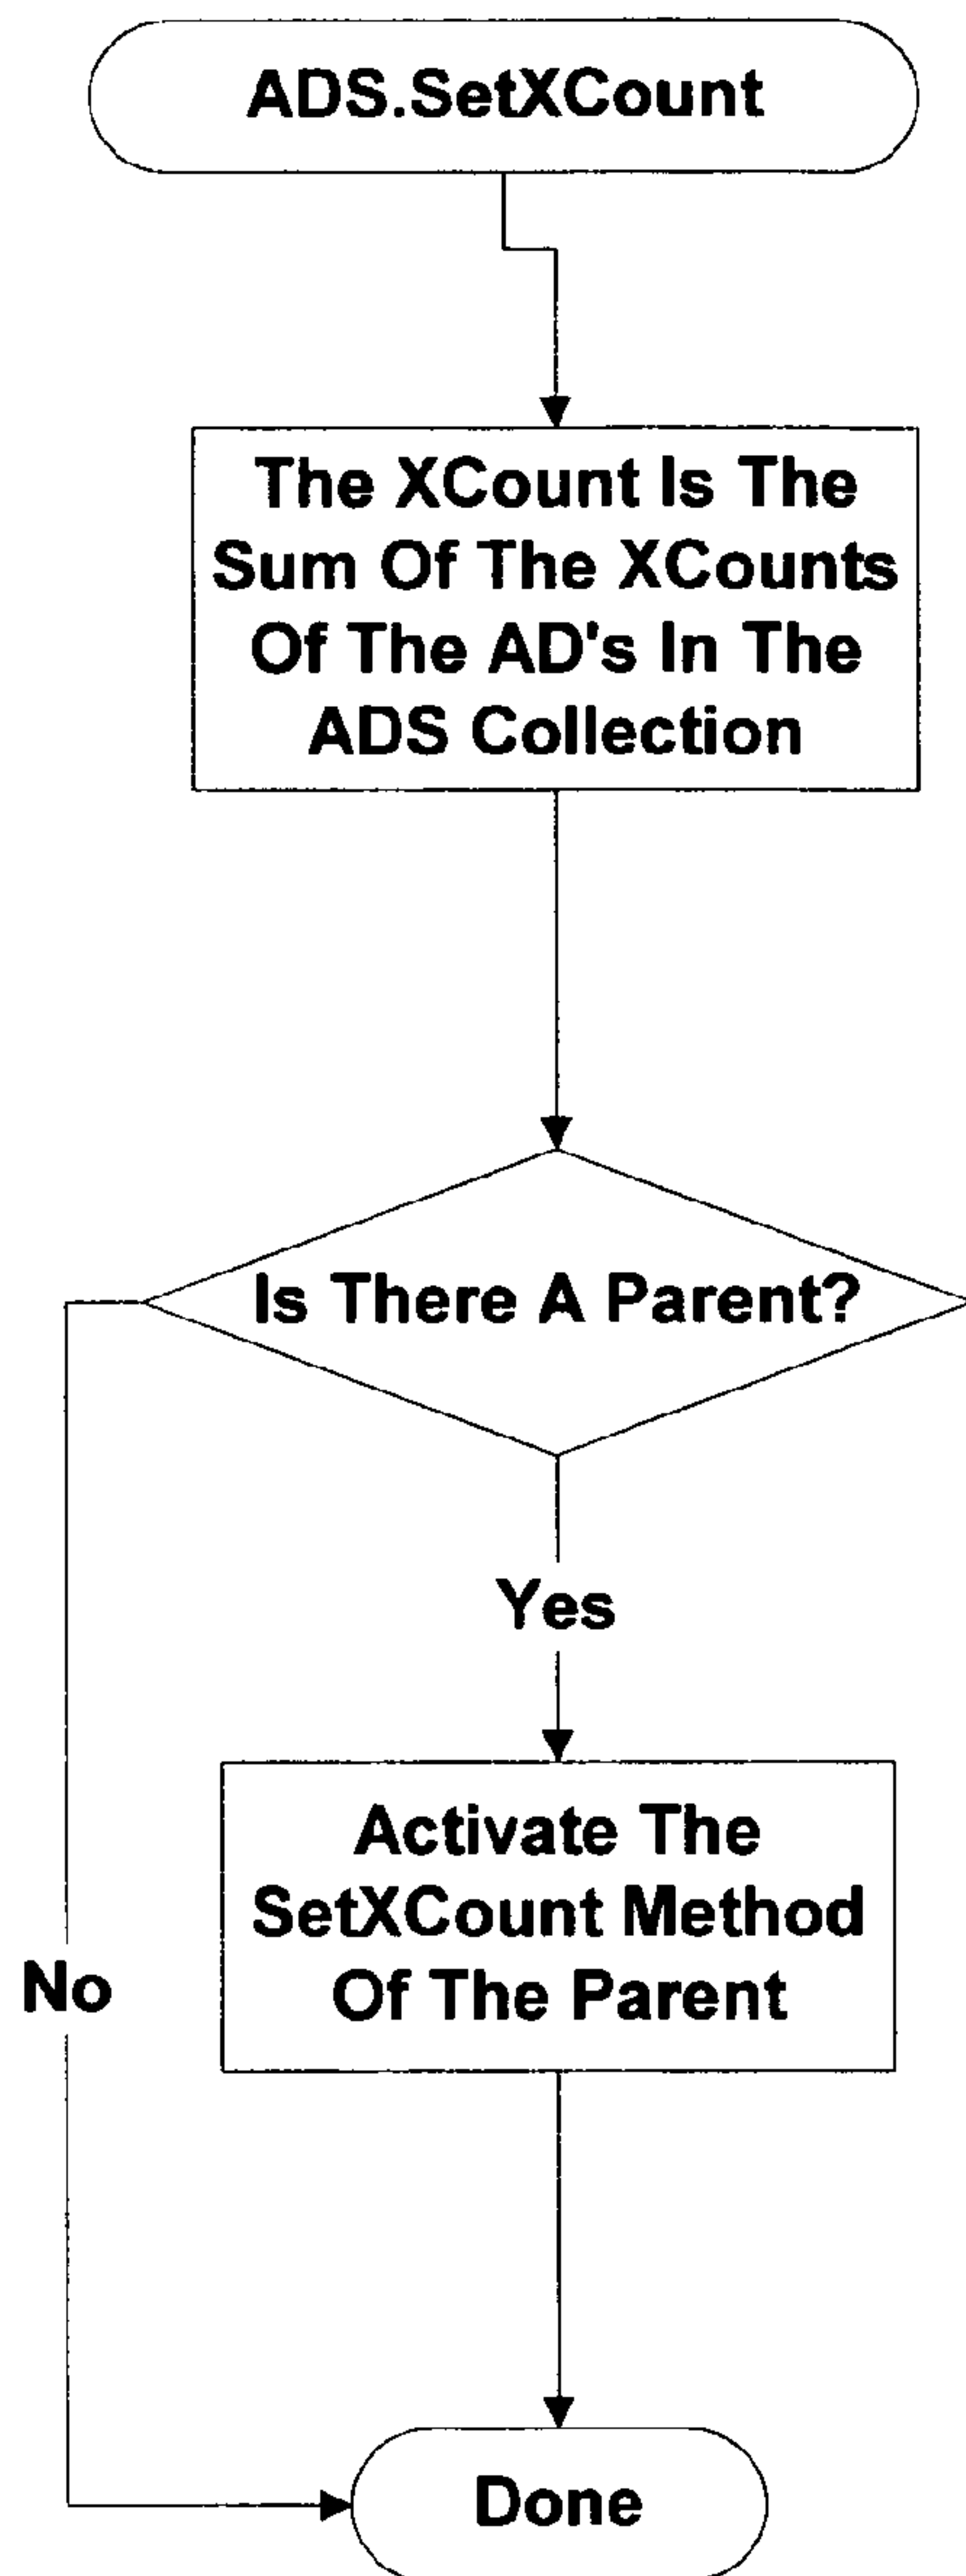 ADS.SetXCount
The XCount Is The
Sum Of The XCounts
Of The AD's In The
ADS Collection
Is There A Parent?
Yes
Activate The
SetXCount Method
Of The Parent
No
Done